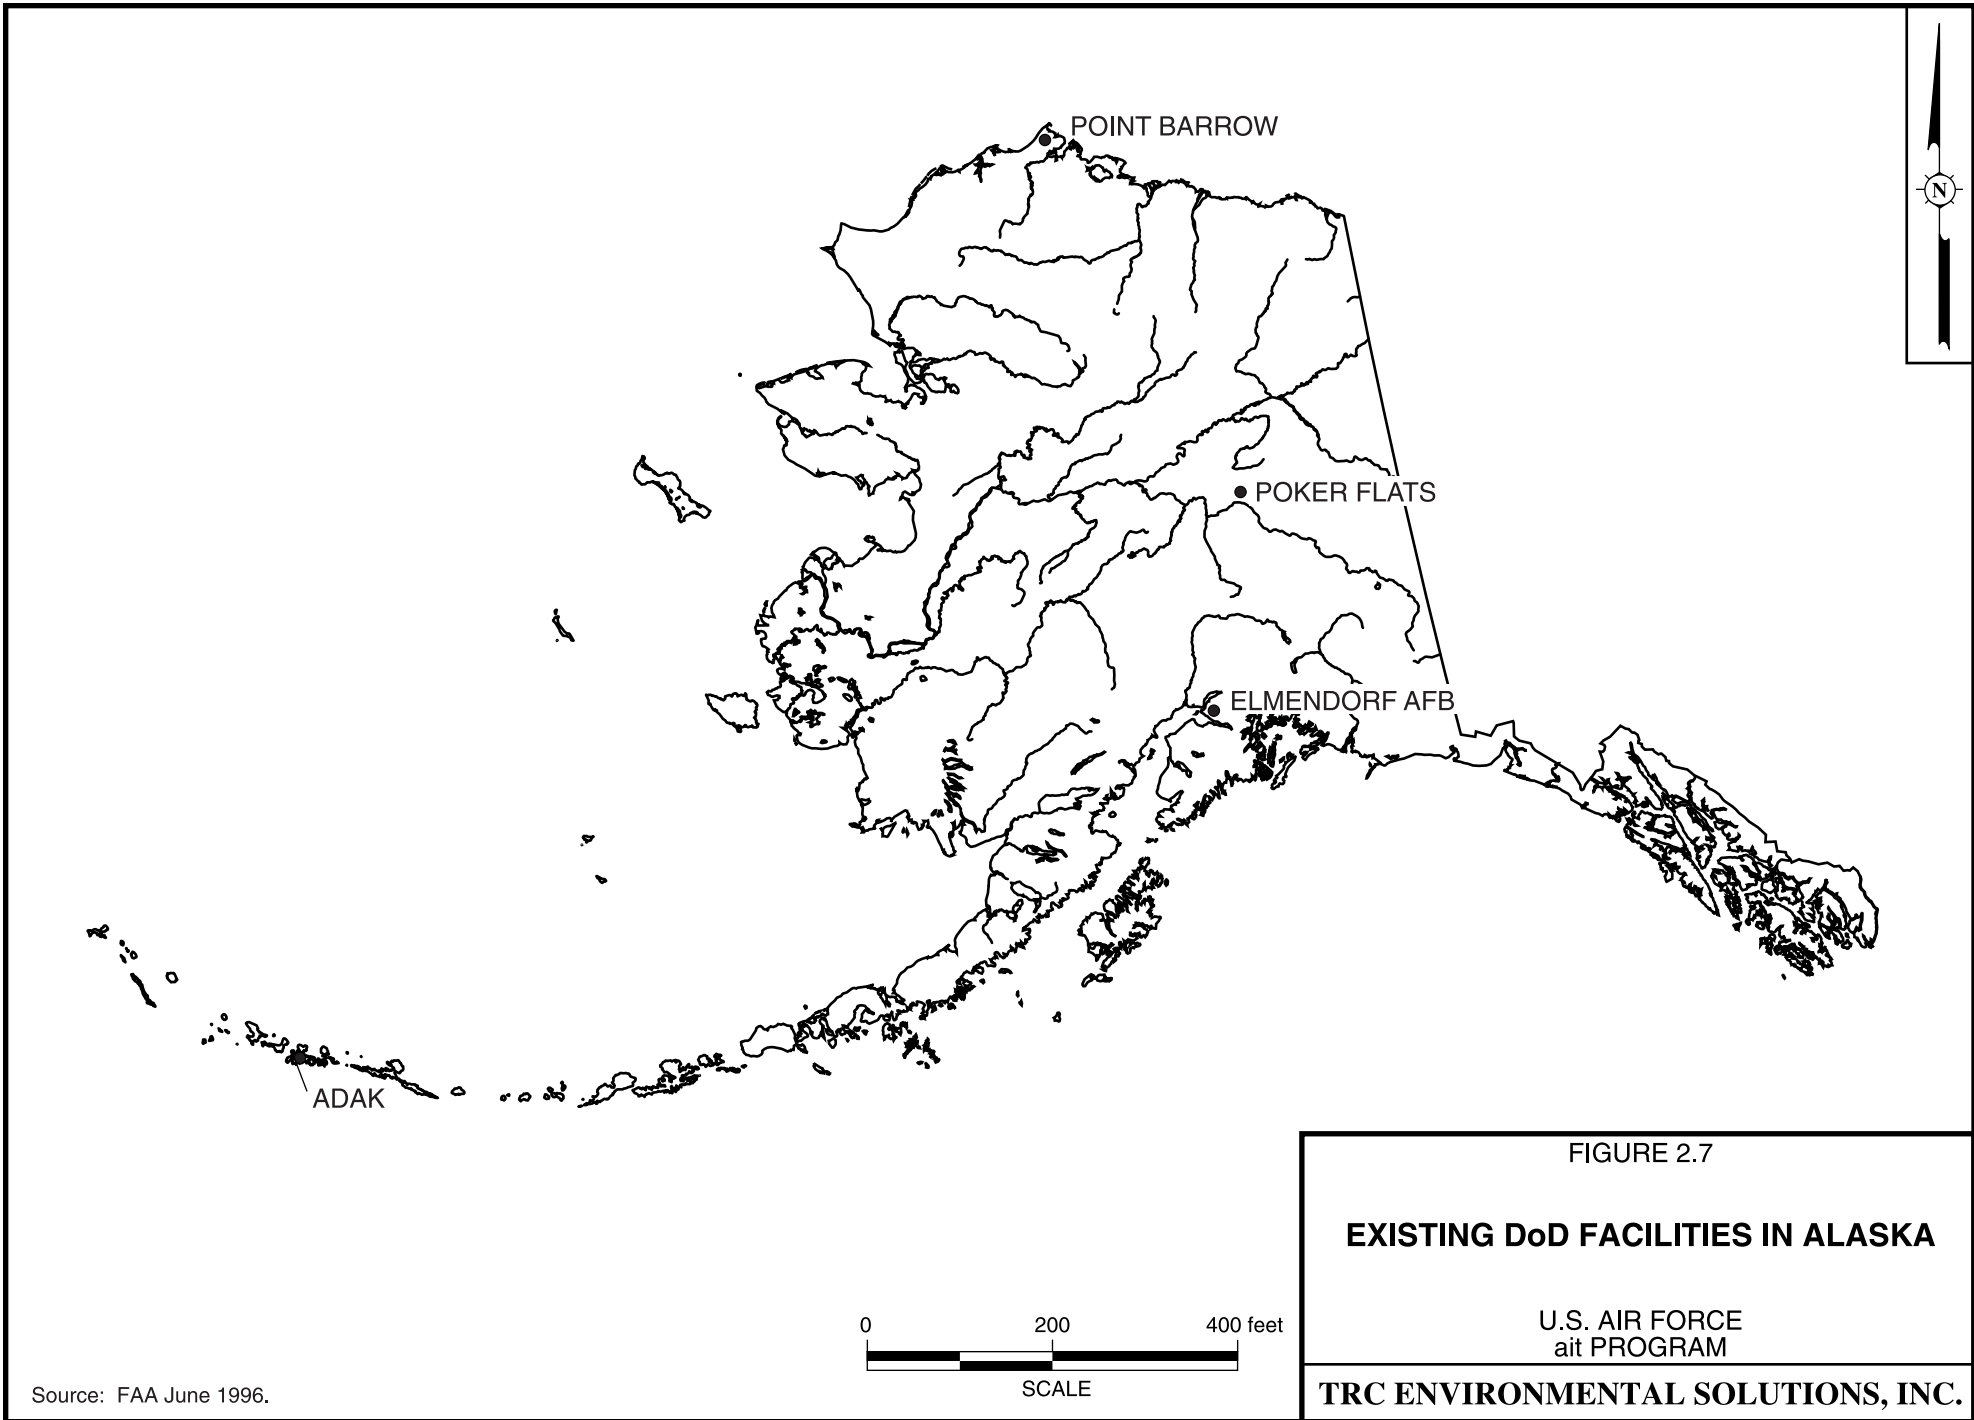 POINT BARROW
N
POKER FLATS
ELMENDORF AFB
ADAK
FIGURE 2.7
EXISTING DoD FACILITIES IN ALASKA
U.S. AIR FORCE
ait PROGRAM
TRC ENVIRONMENTAL SOLUTIONS, INC.
0 200 400 feet
SCALE
Source: FAA June 1996.